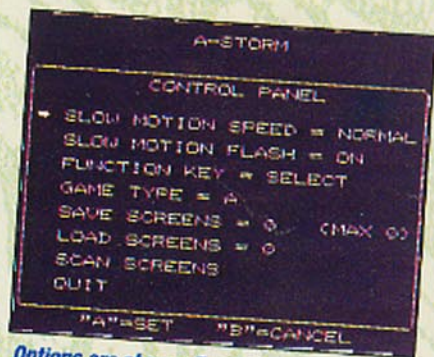 A-STORM
CONTROL PANEL
SLOW MOTION SPEED = NORMAL
SLOW MOTION FLASH = ON
FUNCTION KEY = SELECT
GAME TYPE = A
SAVE SCREENS = 0 (MAX 0)
LOAD SCREENS = 0
SCAN SCREENS
QUIT
"A"=SET "B"=CANCEL
Options are